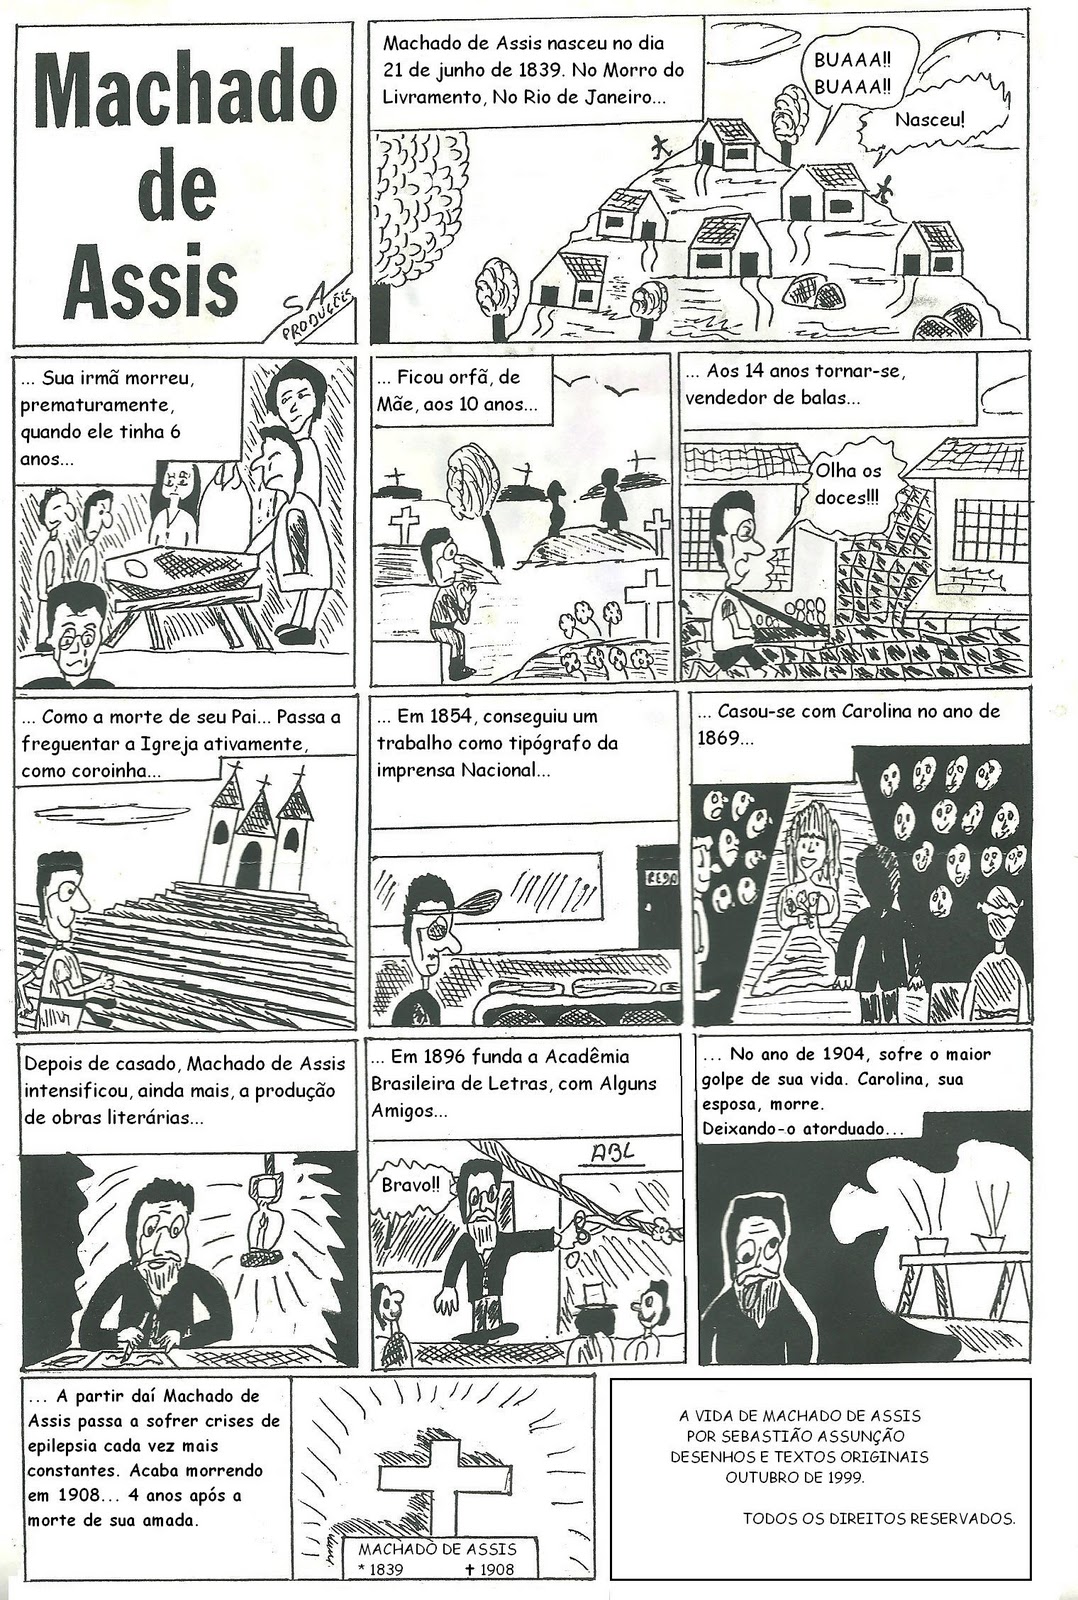 Machado
de
Assis
SA
PRODUÇÕES
Machado de Assis nasceu no dia
21 de junho de 1839. No Morro do
Livramento, No Rio de Janeiro...
BUAAA!!
BUAAA!!
Nasceu!
... Sua irmã morreu,
prematuramente,
quando ele tinha 6
anos...
... Ficou orfã, de
Mãe, aos 10 anos...
... Aos 14 anos tornar-se,
vendedor de balas...
Olha os
doces!!!
... Como a morte de seu Pai... Passa a
freguentar a Igreja ativamente,
como coroinha...
... Em 1854, conseguiu um
trabalho como tipógrafo da
imprensa Nacional...
REDA
... Casou-se com Carolina no ano de
1869...
Depois de casado, Machado de Assis
intensificou, ainda mais, a produção
de obras literárias...
... Em 1896 funda a Acadêmia
Brasileira de Letras, com Alguns
Amigos...
ABL
Bravo!!
... No ano de 1904, sofre o maior
golpe de sua vida. Carolina, sua
esposa, morre.
Deixando-o atorduado...
... A partir daí Machado de
Assis passa a sofrer crises de
epilepsia cada vez mais
constantes. Acaba morrendo
em 1908... 4 anos após a
morte de sua amada.
MACHADO DE ASSIS
* 1839 ✝ 1908
A VIDA DE MACHADO DE ASSIS
POR SEBASTIÃO ASSUNÇÃO
DESENHOS E TEXTOS ORIGINAIS
OUTUBRO DE 1999.
TODOS OS DIREITOS RESERVADOS.